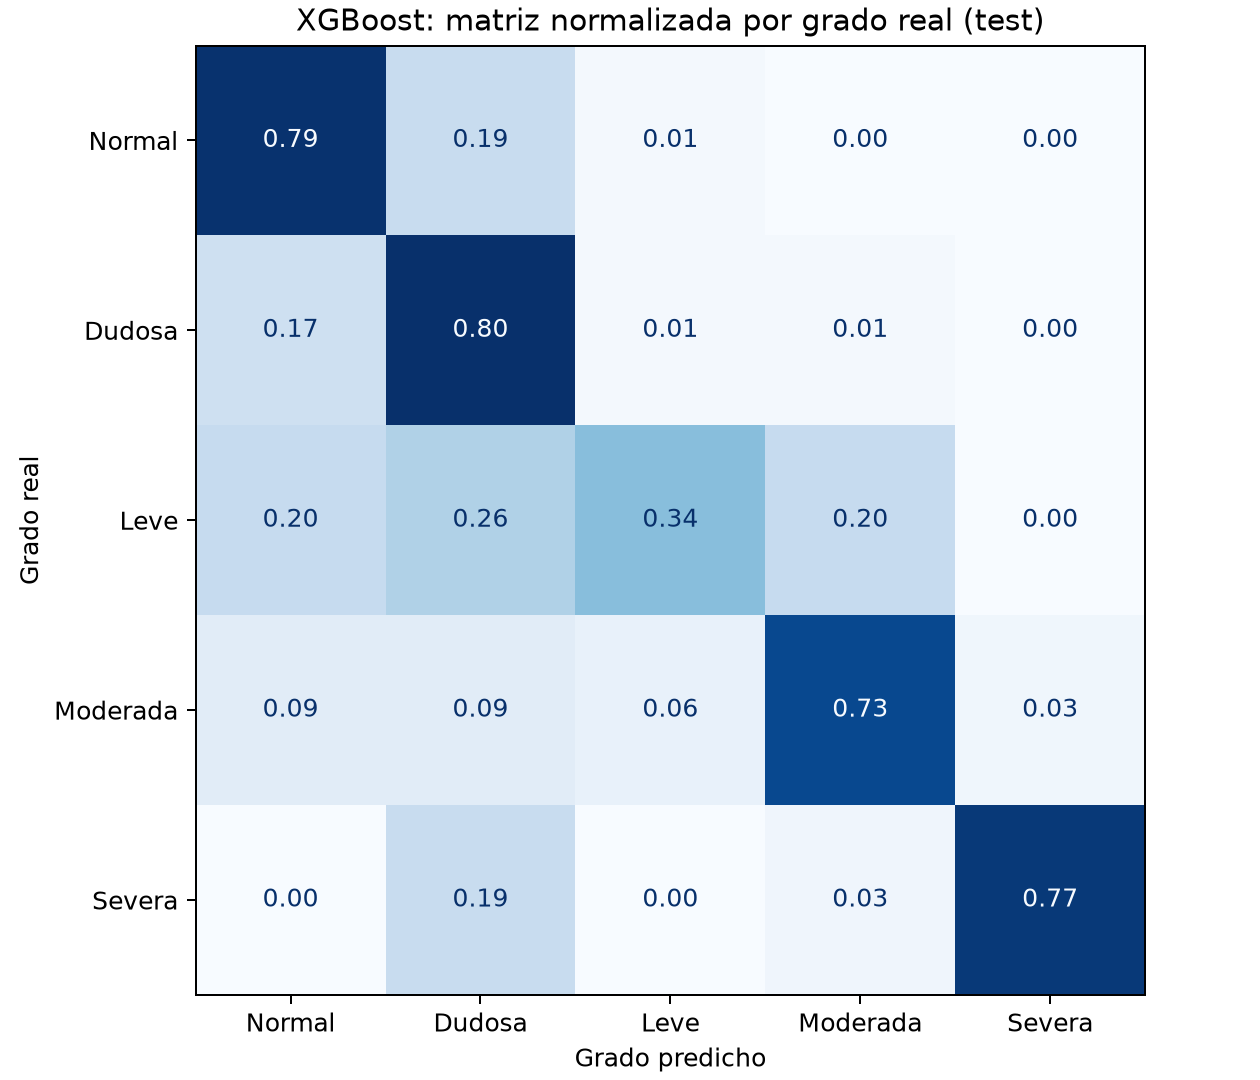 XGBoost: matriz normalizada por grado real (test)
Normal 0.79 0.19 0.01 0.00 0.00
Dudosa 0.17 0.80 0.01 0.01 0.00
Leve 0.20 0.26 0.34 0.20 0.00
Moderada 0.09 0.09 0.06 0.73 0.03
Severa 0.00 0.19 0.00 0.03 0.77
Normal Dudosa Leve Moderada Severa
Grado predicho
Grado real